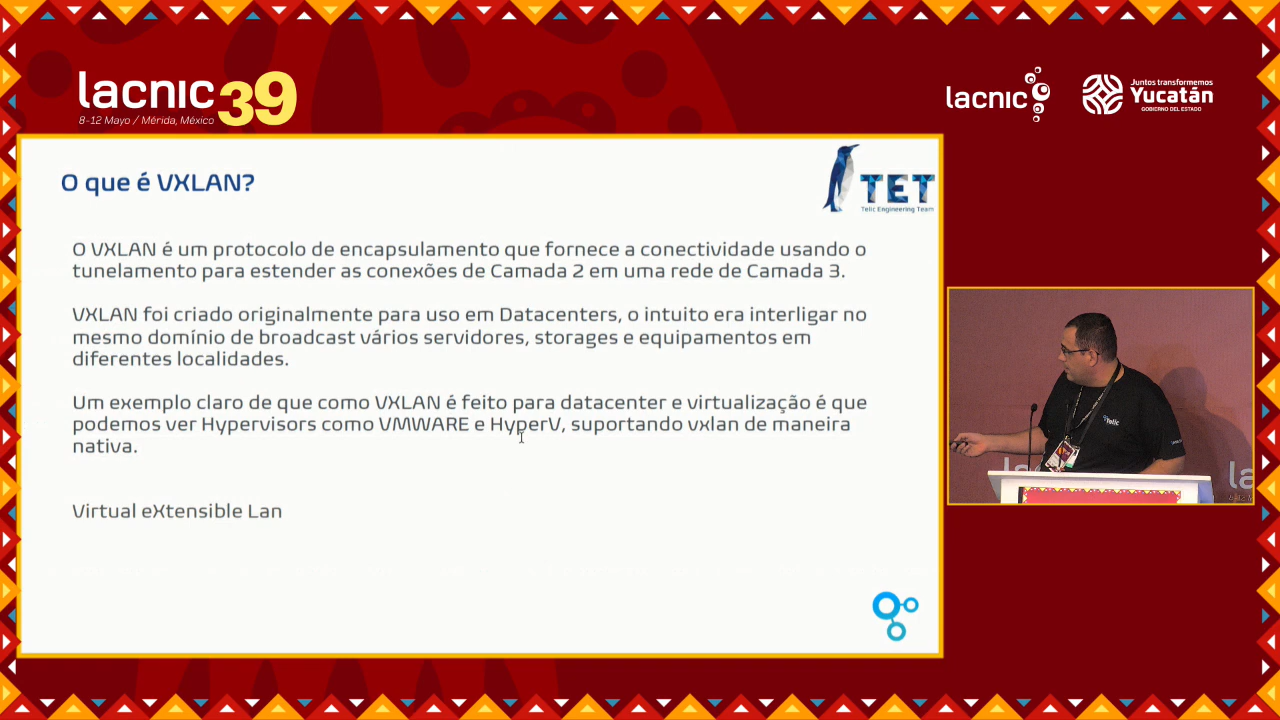 lacnic 39
8-12 Mayo / Mérida, México
lacnic
Juntos transformemos
Yucatán
GOBIERNO DEL ESTADO
O que é VXLAN?
TET
Telic Engineering Team
O VXLAN é um protocolo de encapsulamento que fornece a conectividade usando o
tunelamento para estender as conexões de Camada 2 em uma rede de Camada 3.
VXLAN foi criado originalmente para uso em Datacenters, o intuito era interligar no
mesmo domínio de broadcast vários servidores, storages e equipamentos em
diferentes localidades.
Um exemplo claro de que como VXLAN é feito para datacenter e virtualização é que
podemos ver Hypervisors como VMWARE e HyperV, suportando vxlan de maneira
nativa.
Virtual eXtensible Lan
Telic